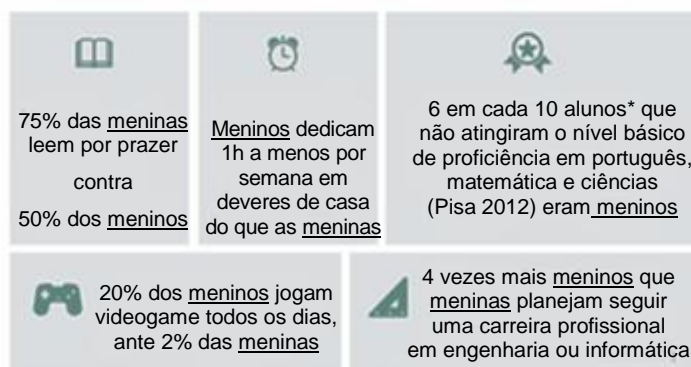 75% das meninas
leem por prazer
contra
50% dos meninos
Meninos dedicam
1h a menos por
semana em
deveres de casa
do que as meninas
6 em cada 10 alunos* que
não atingiram o nível básico
de proficiência em português,
matemática e ciências
(Pisa 2012) eram meninos
20% dos meninos jogam
videogame todos os dias,
ante 2% das meninas
4 vezes mais meninos que
meninas planejam seguir
uma carreira profissional
em engenharia ou informática